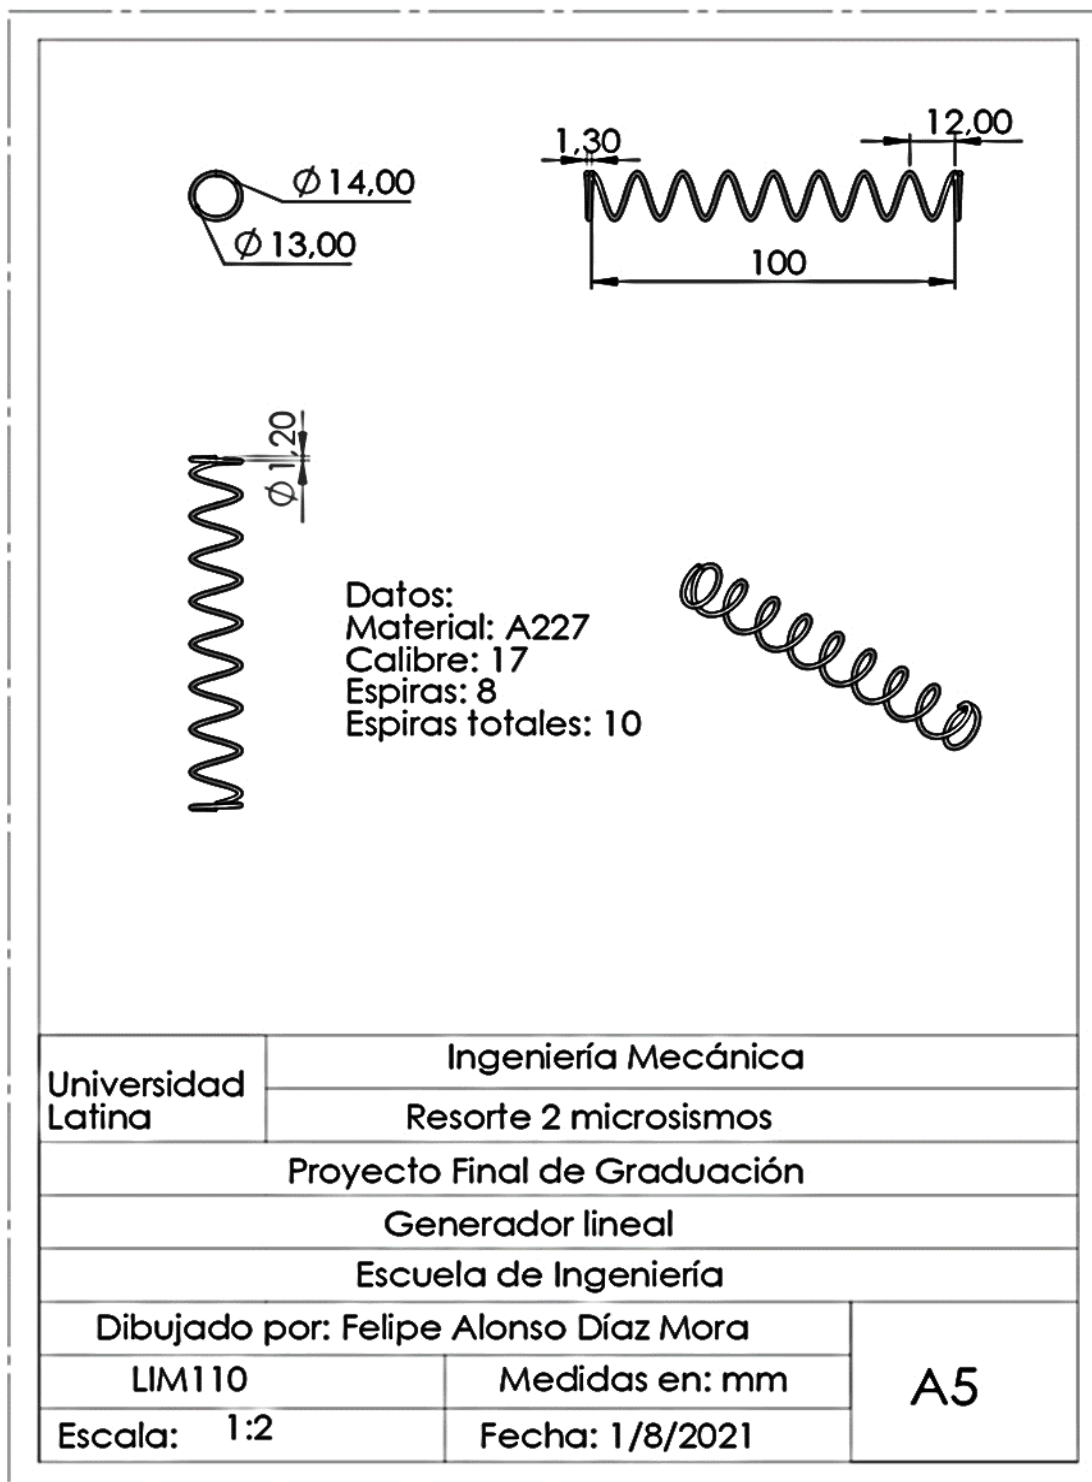 Ø 14,00
Ø 13,00
1,30
12,00
100
Ø 1,20
Datos:
Material: A227
Calibre: 17
Espiras: 8
Espiras totales: 10
Universidad
Latina
Ingeniería Mecánica
Resorte 2 microsismos
Proyecto Final de Graduación
Generador lineal
Escuela de Ingeniería
Dibujado por: Felipe Alonso Díaz Mora
LIM110
Medidas en: mm
A5
Escala: 1:2
Fecha: 1/8/2021